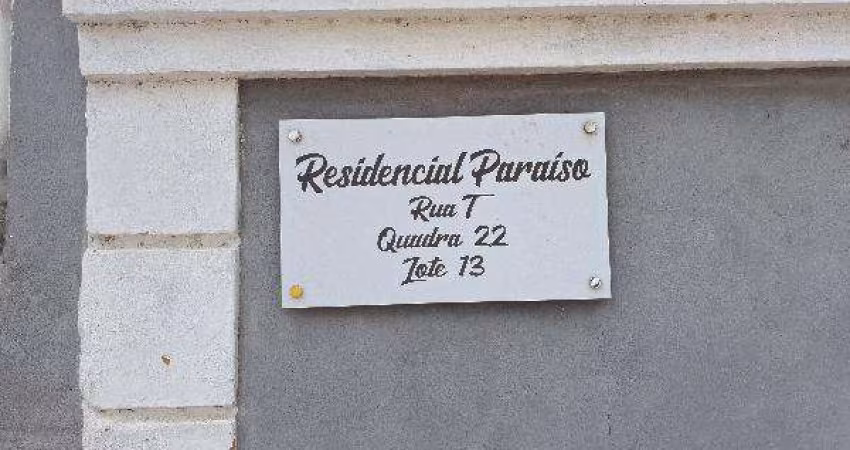 Residencial Paraíso
Rua T
Quadra 22
Lote 13